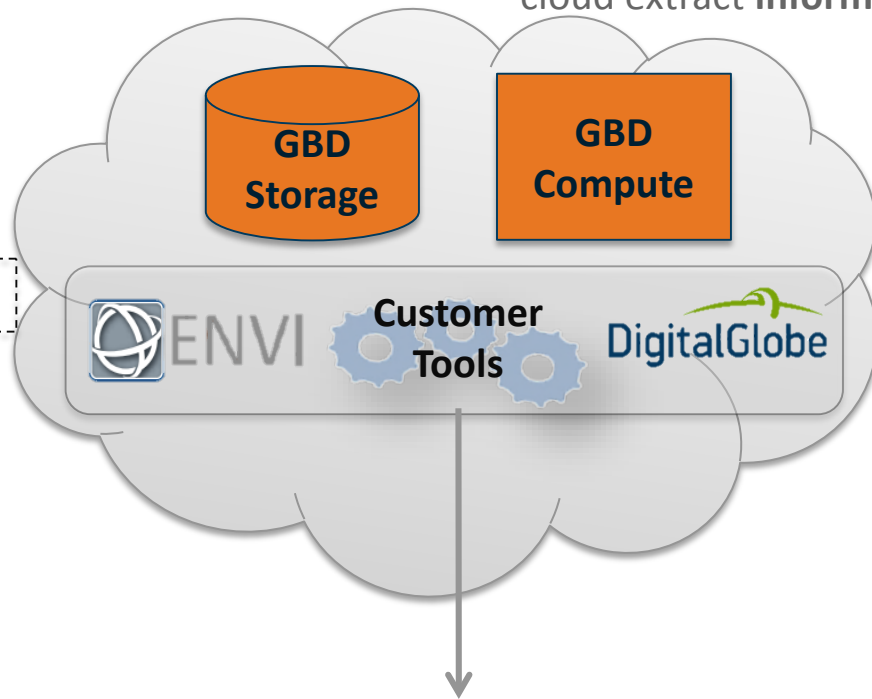 cloud extract
GBD
Storage
GBD
Compute
ENVI
Customer
Tools
DigitalGlobe